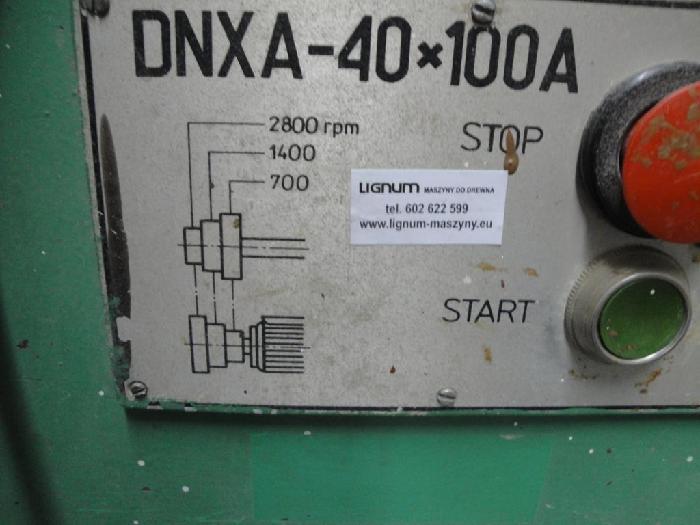 DNXA-40×100A
2800 rpm
1400
700
STOP
LIGNUM MASZYNY DO DREWNA
tel. 602 622 599
www.lignum-maszyny.eu
START